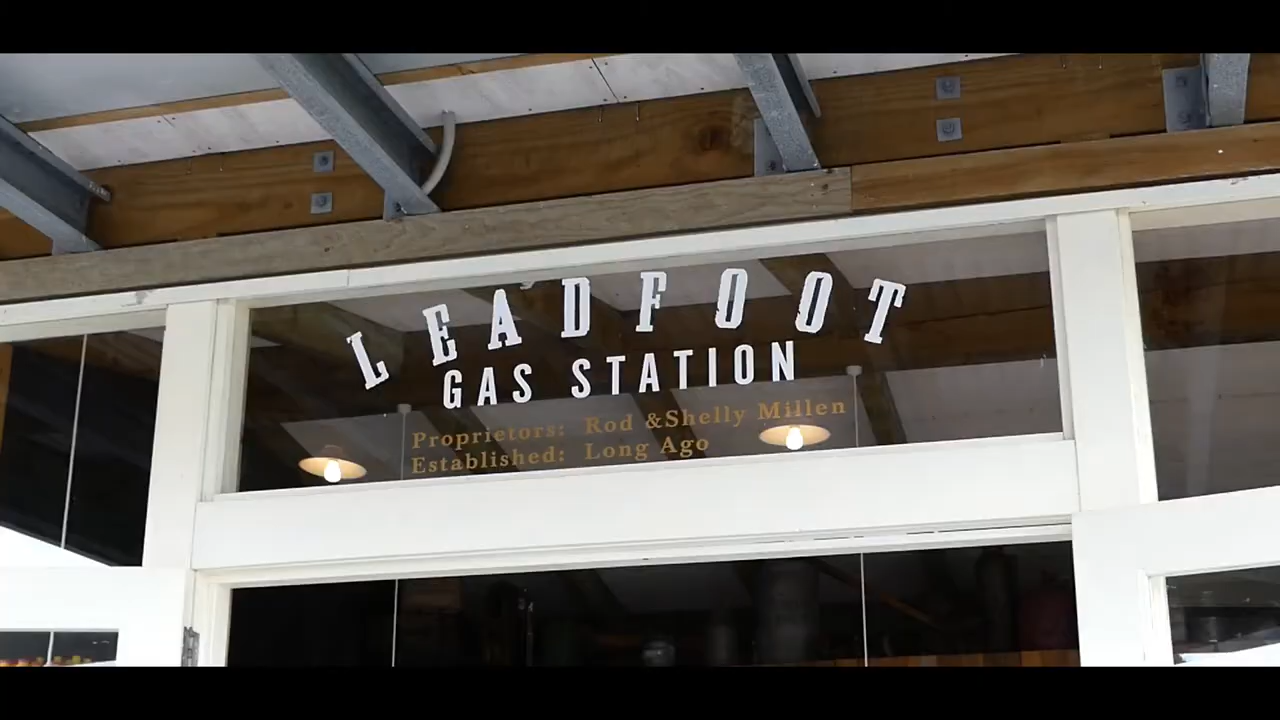 LEADFOOT
GAS STATION
Proprietors: Rod &Shelly Millen
Established: Long Ago